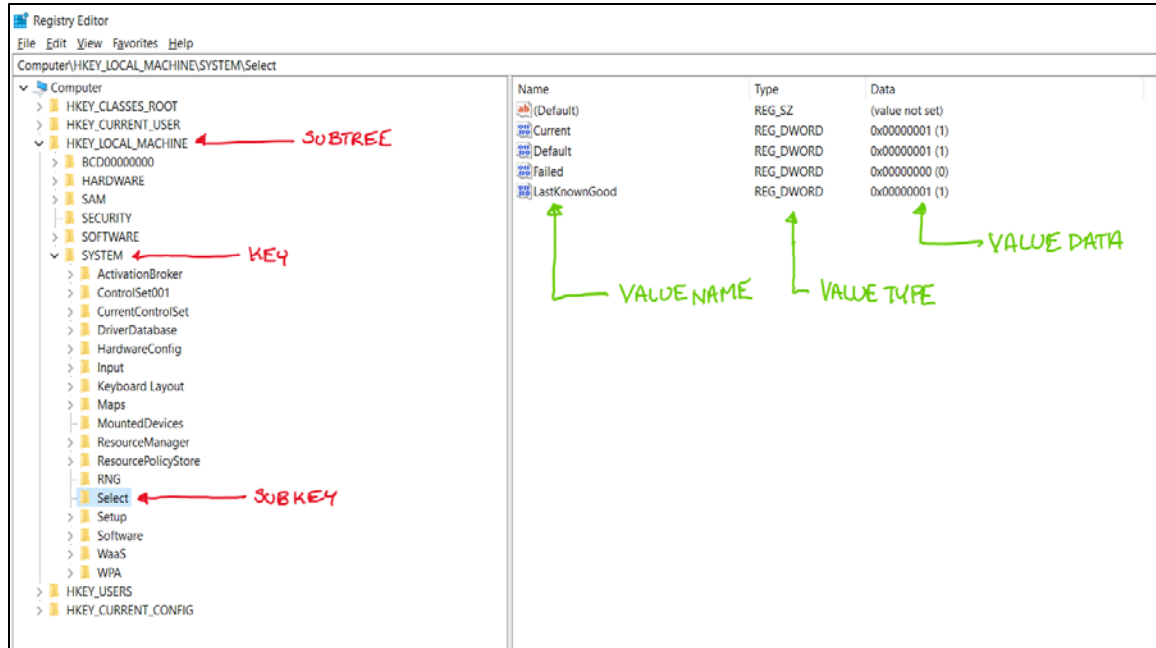 Registry Editor
File Edit View Favorites Help
Computer\HKEY_LOCAL_MACHINE\SYSTEM\Select
Computer
HKEY_CLASSES_ROOT
HKEY_CURRENT_USER
HKEY_LOCAL_MACHINE SUBTREE
BCD00000000
HARDWARE
SAM
SECURITY
SOFTWARE
SYSTEM KEY
ActivationBroker
ControlSet001
CurrentControlSet
DriverDatabase
HardwareConfig
Input
Keyboard Layout
Maps
MountedDevices
ResourceManager
ResourcePolicyStore
RNG
Select SUBKEY
Setup
Software
WaaS
WPA
HKEY_USERS
HKEY_CURRENT_CONFIG
Name Type Data
(Default) REG_SZ (value not set)
Current REG_DWORD 0x00000001 (1)
Default REG_DWORD 0x00000001 (1)
Failed REG_DWORD 0x00000000 (0)
LastKnownGood REG_DWORD 0x00000001 (1)
VALUE DATA
VALUE NAME VALUE TYPE